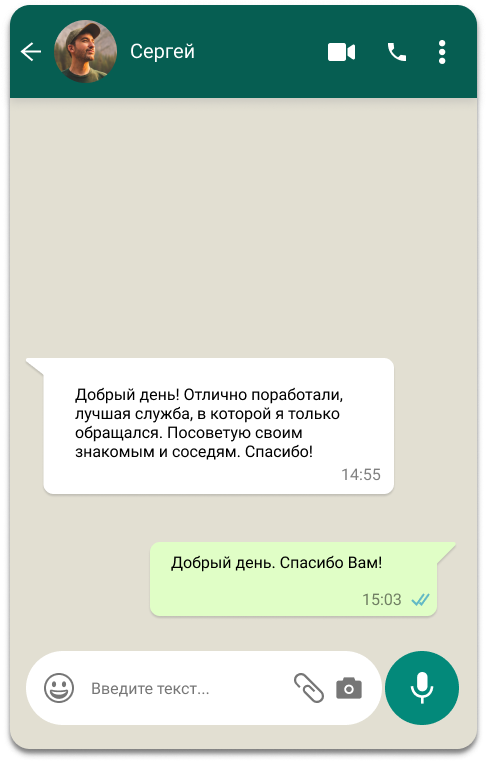 Сергей
Добрый день! Отлично поработали,
лучшая служба, в которой я только
обращался. Посоветую своим
знакомым и соседям. Спасибо!
14:55
Добрый день. Спасибо Вам!
15:03
Введите текст...